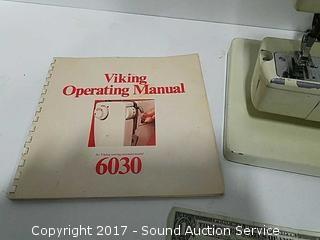 Viking
Operating Manual
6030
Copyright 2017 - Sound Auction Service